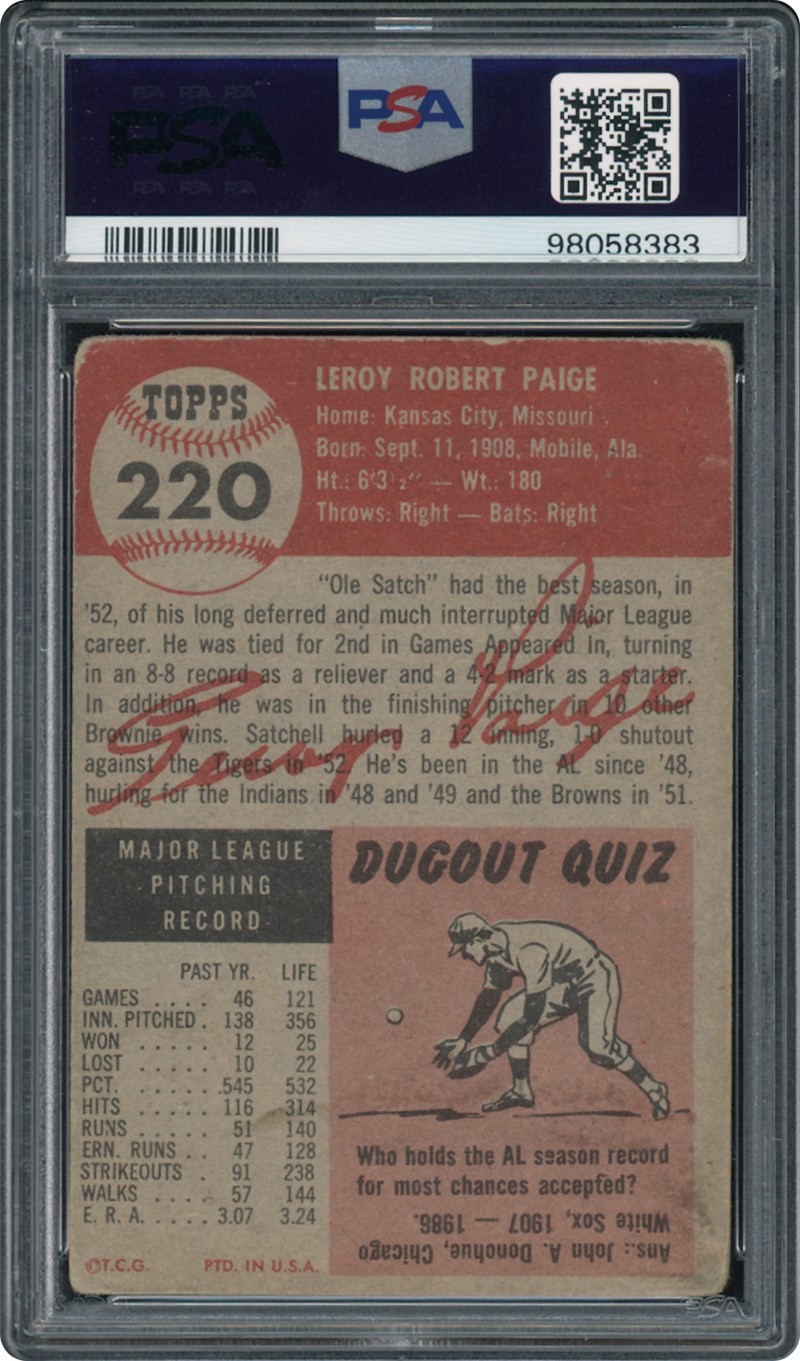 PSA PSA PSA
PSA
PSA PSA PSA
PSA
98058383
TOPPS
220
LEROY ROBERT PAIGE
Home: Kansas City, Missouri
Born: Sept. 11, 1908, Mobile, Ala.
Ht.: 6'3½" — Wt.: 180
Throws: Right — Bats: Right
"Ole Satch" had the best season, in
'52, of his long deferred and much interrupted Major League
career. He was tied for 2nd in Games Appeared In, turning
in an 8-8 record as a reliever and a 4-2 mark as a starter.
In addition, he was in the finishing pitcher in 10 other
Brownie wins. Satchell hurled a 12 inning, 1-0 shutout
against the Tigers in '52. He's been in the AL since '48,
hurling for the Indians in '48 and '49 and the Browns in '51.
MAJOR LEAGUE
PITCHING
RECORD
PAST YR. LIFE
GAMES .... 46 121
INN. PITCHED . 138 356
WON ..... 12 25
LOST ..... 10 22
PCT. ..... .545 532
HITS ..... 116 314
RUNS ..... 51 140
ERN. RUNS .. 47 128
STRIKEOUTS . 91 238
WALKS .... 57 144
E. R. A. ..... 3.07 3.24
©T.C.G. PTD. IN U.S.A.
DUGOUT QUIZ
Who holds the AL season record
for most chances accepted?
Ans.: John A. Donohue, Chicago
White Sox, 1907 — 1986.
PSA